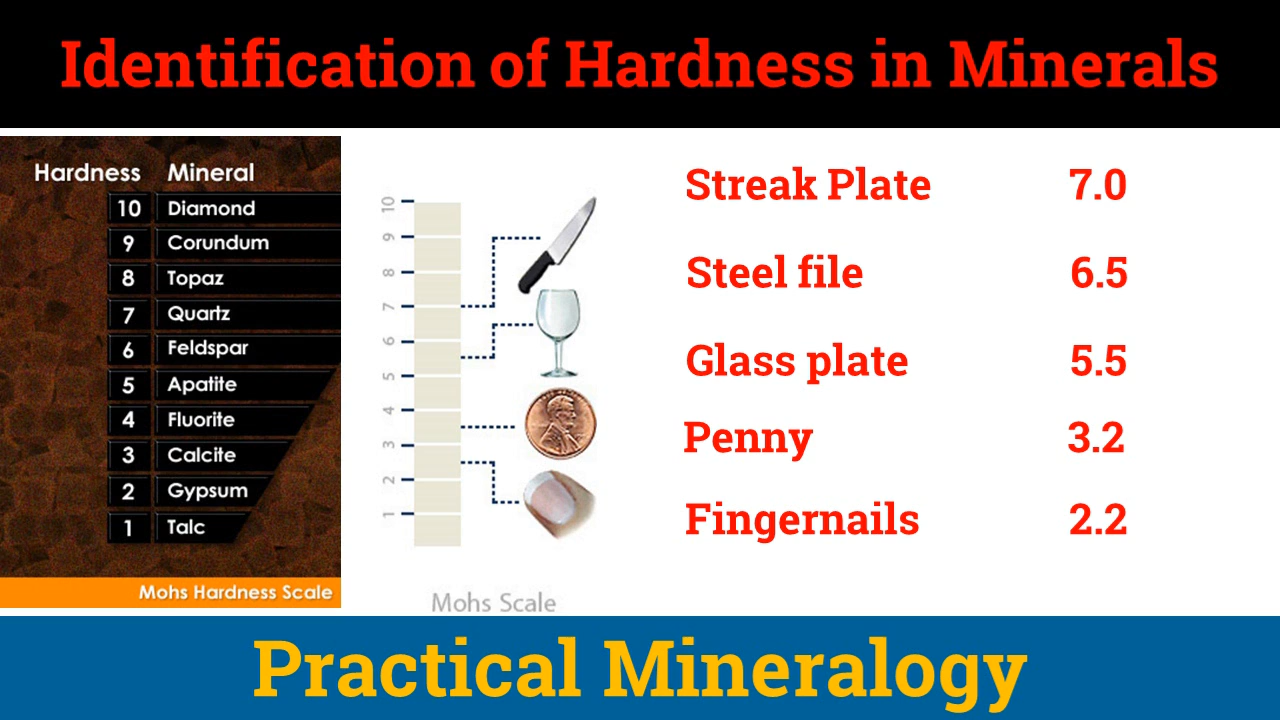 Identification of Hardness in Minerals
Hardness Mineral
10 Diamond
9 Corundum
8 Topaz
7 Quartz
6 Feldspar
5 Apatite
4 Fluorite
3 Calcite
2 Gypsum
1 Talc
Mohs Hardness Scale
10
9
8
7
6
5
4
3
2
1
Mohs Scale
Streak Plate 7.0
Steel file 6.5
Glass plate 5.5
Penny 3.2
Fingernails 2.2
Practical Mineralogy